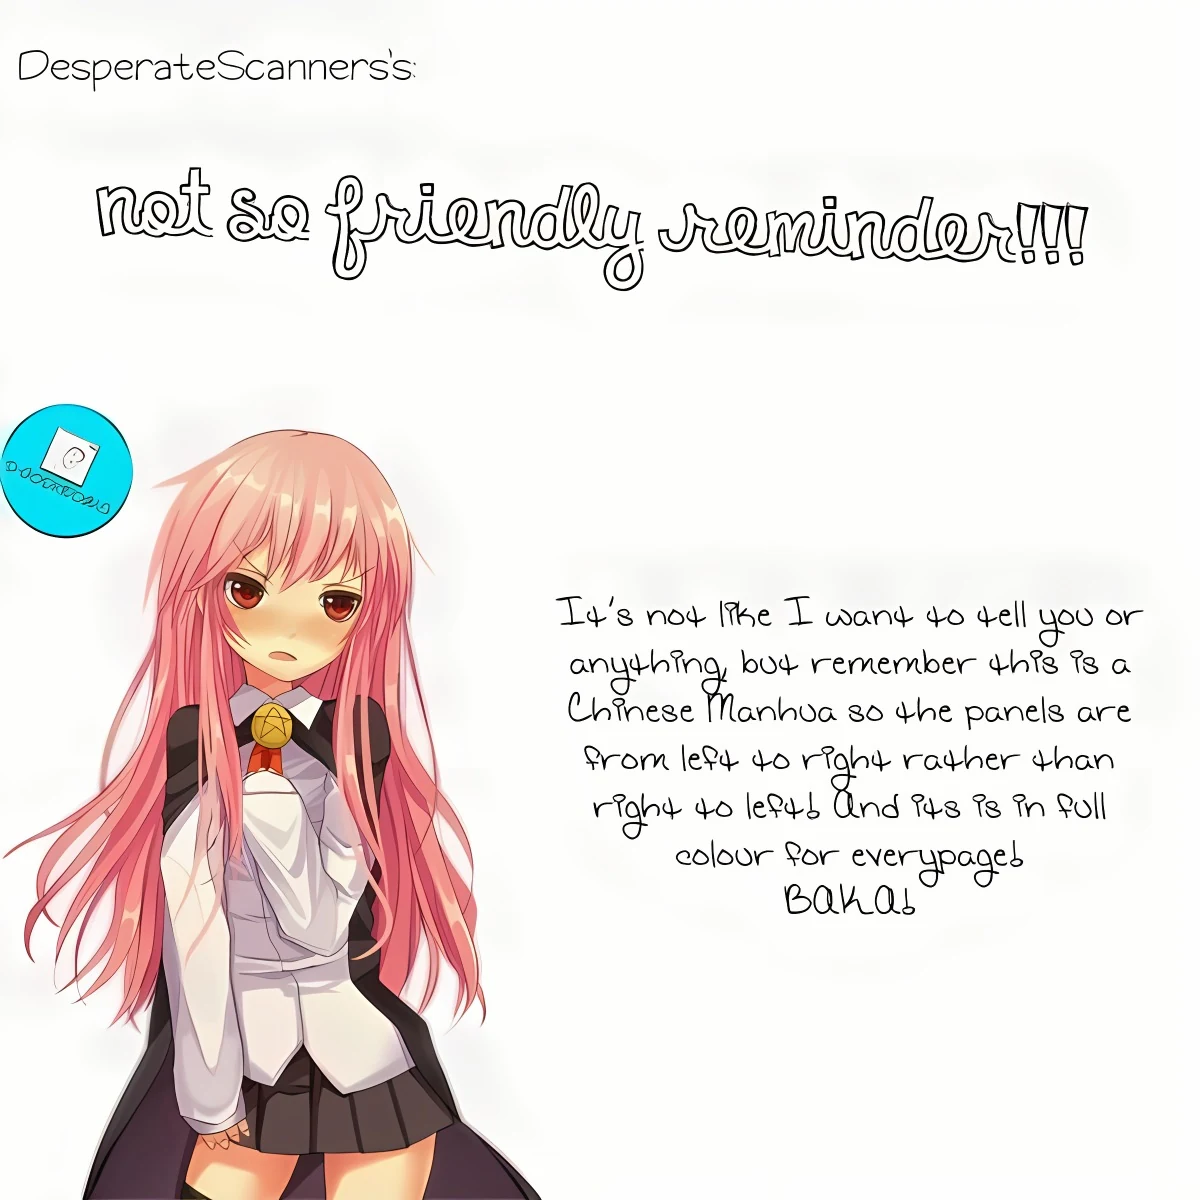 DesperateScanners's:
not so friendly reminder!!!
It's not like I want to tell you or
anything, but remember this is a
Chinese Manhua so the panels are
from left to right rather than
right to left! And its is in full
colour for everypage!
BAKA!